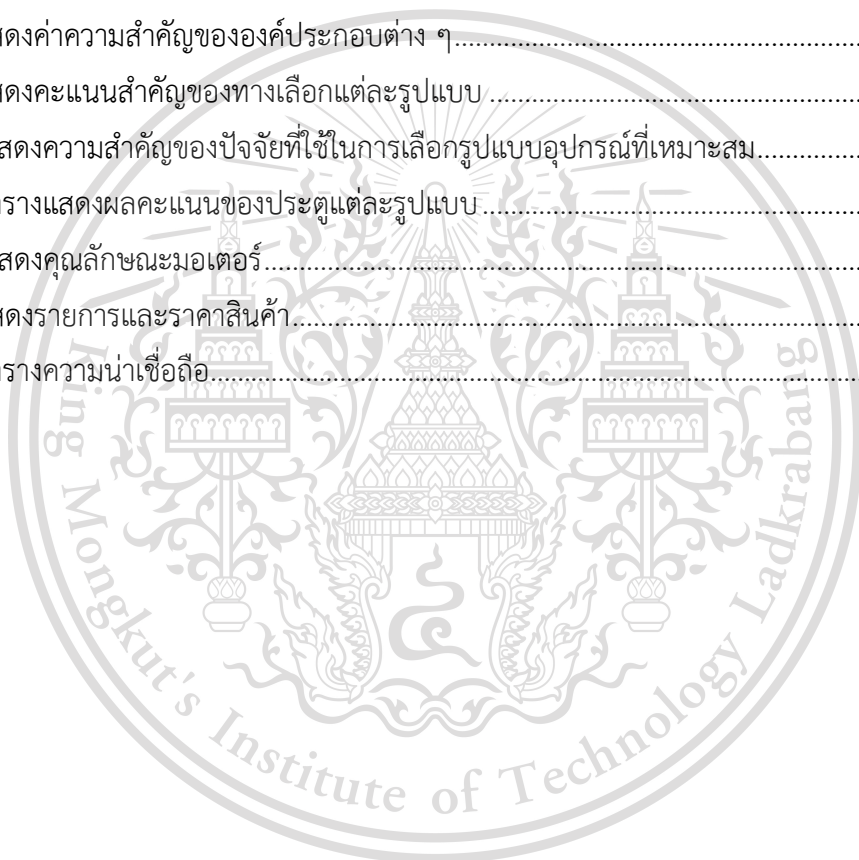 สดงค่าความสำคัญขององค์ประกอบต่าง ๆ
สดงคะแนนสำคัญของทางเลือกแต่ละรูปแบบ
สดงความสำคัญของปัจจัยที่ใช้ในการเลือกรูปแบบอุปกรณ์ที่เหมาะสม
ารางแสดงผลคะแนนของประตูแต่ละรูปแบบ
สดงคุณลักษณะมอเตอร์
สดงรายการและราคาสินค้า
ารางความน่าเชื่อถือ
King Mongkut's Institute of Technology Ladkrabang